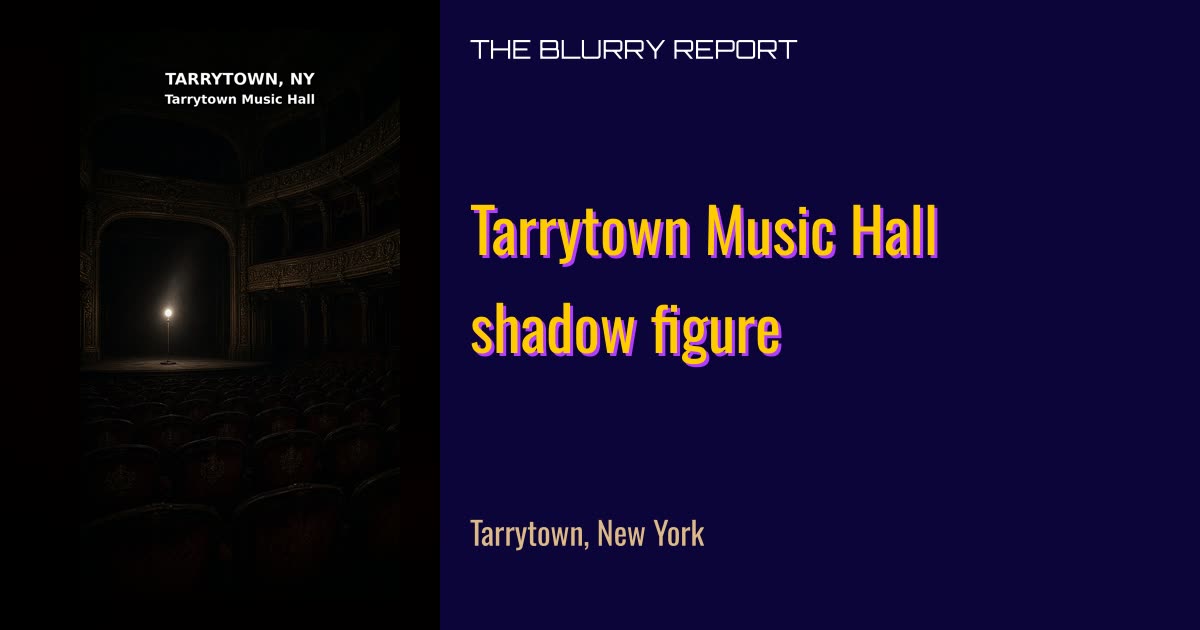 TARRYTOWN, NY
Tarrytown Music Hall
THE BLURRY REPORT
Tarrytown Music Hall
shadow figure
Tarrytown, New York